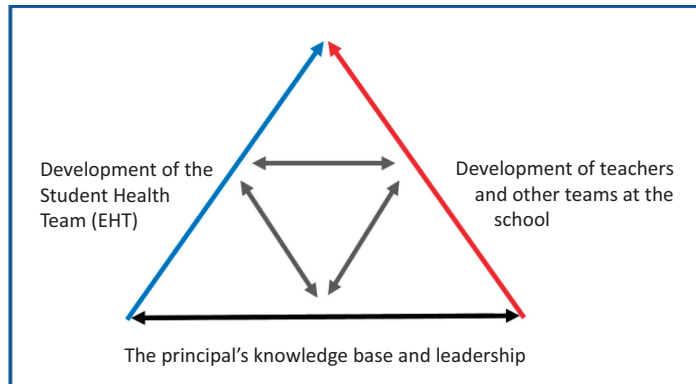 Development of the
Student Health
Team (EHT)
Development of teachers
and other teams at the
school
The principal’s knowledge base and leadership